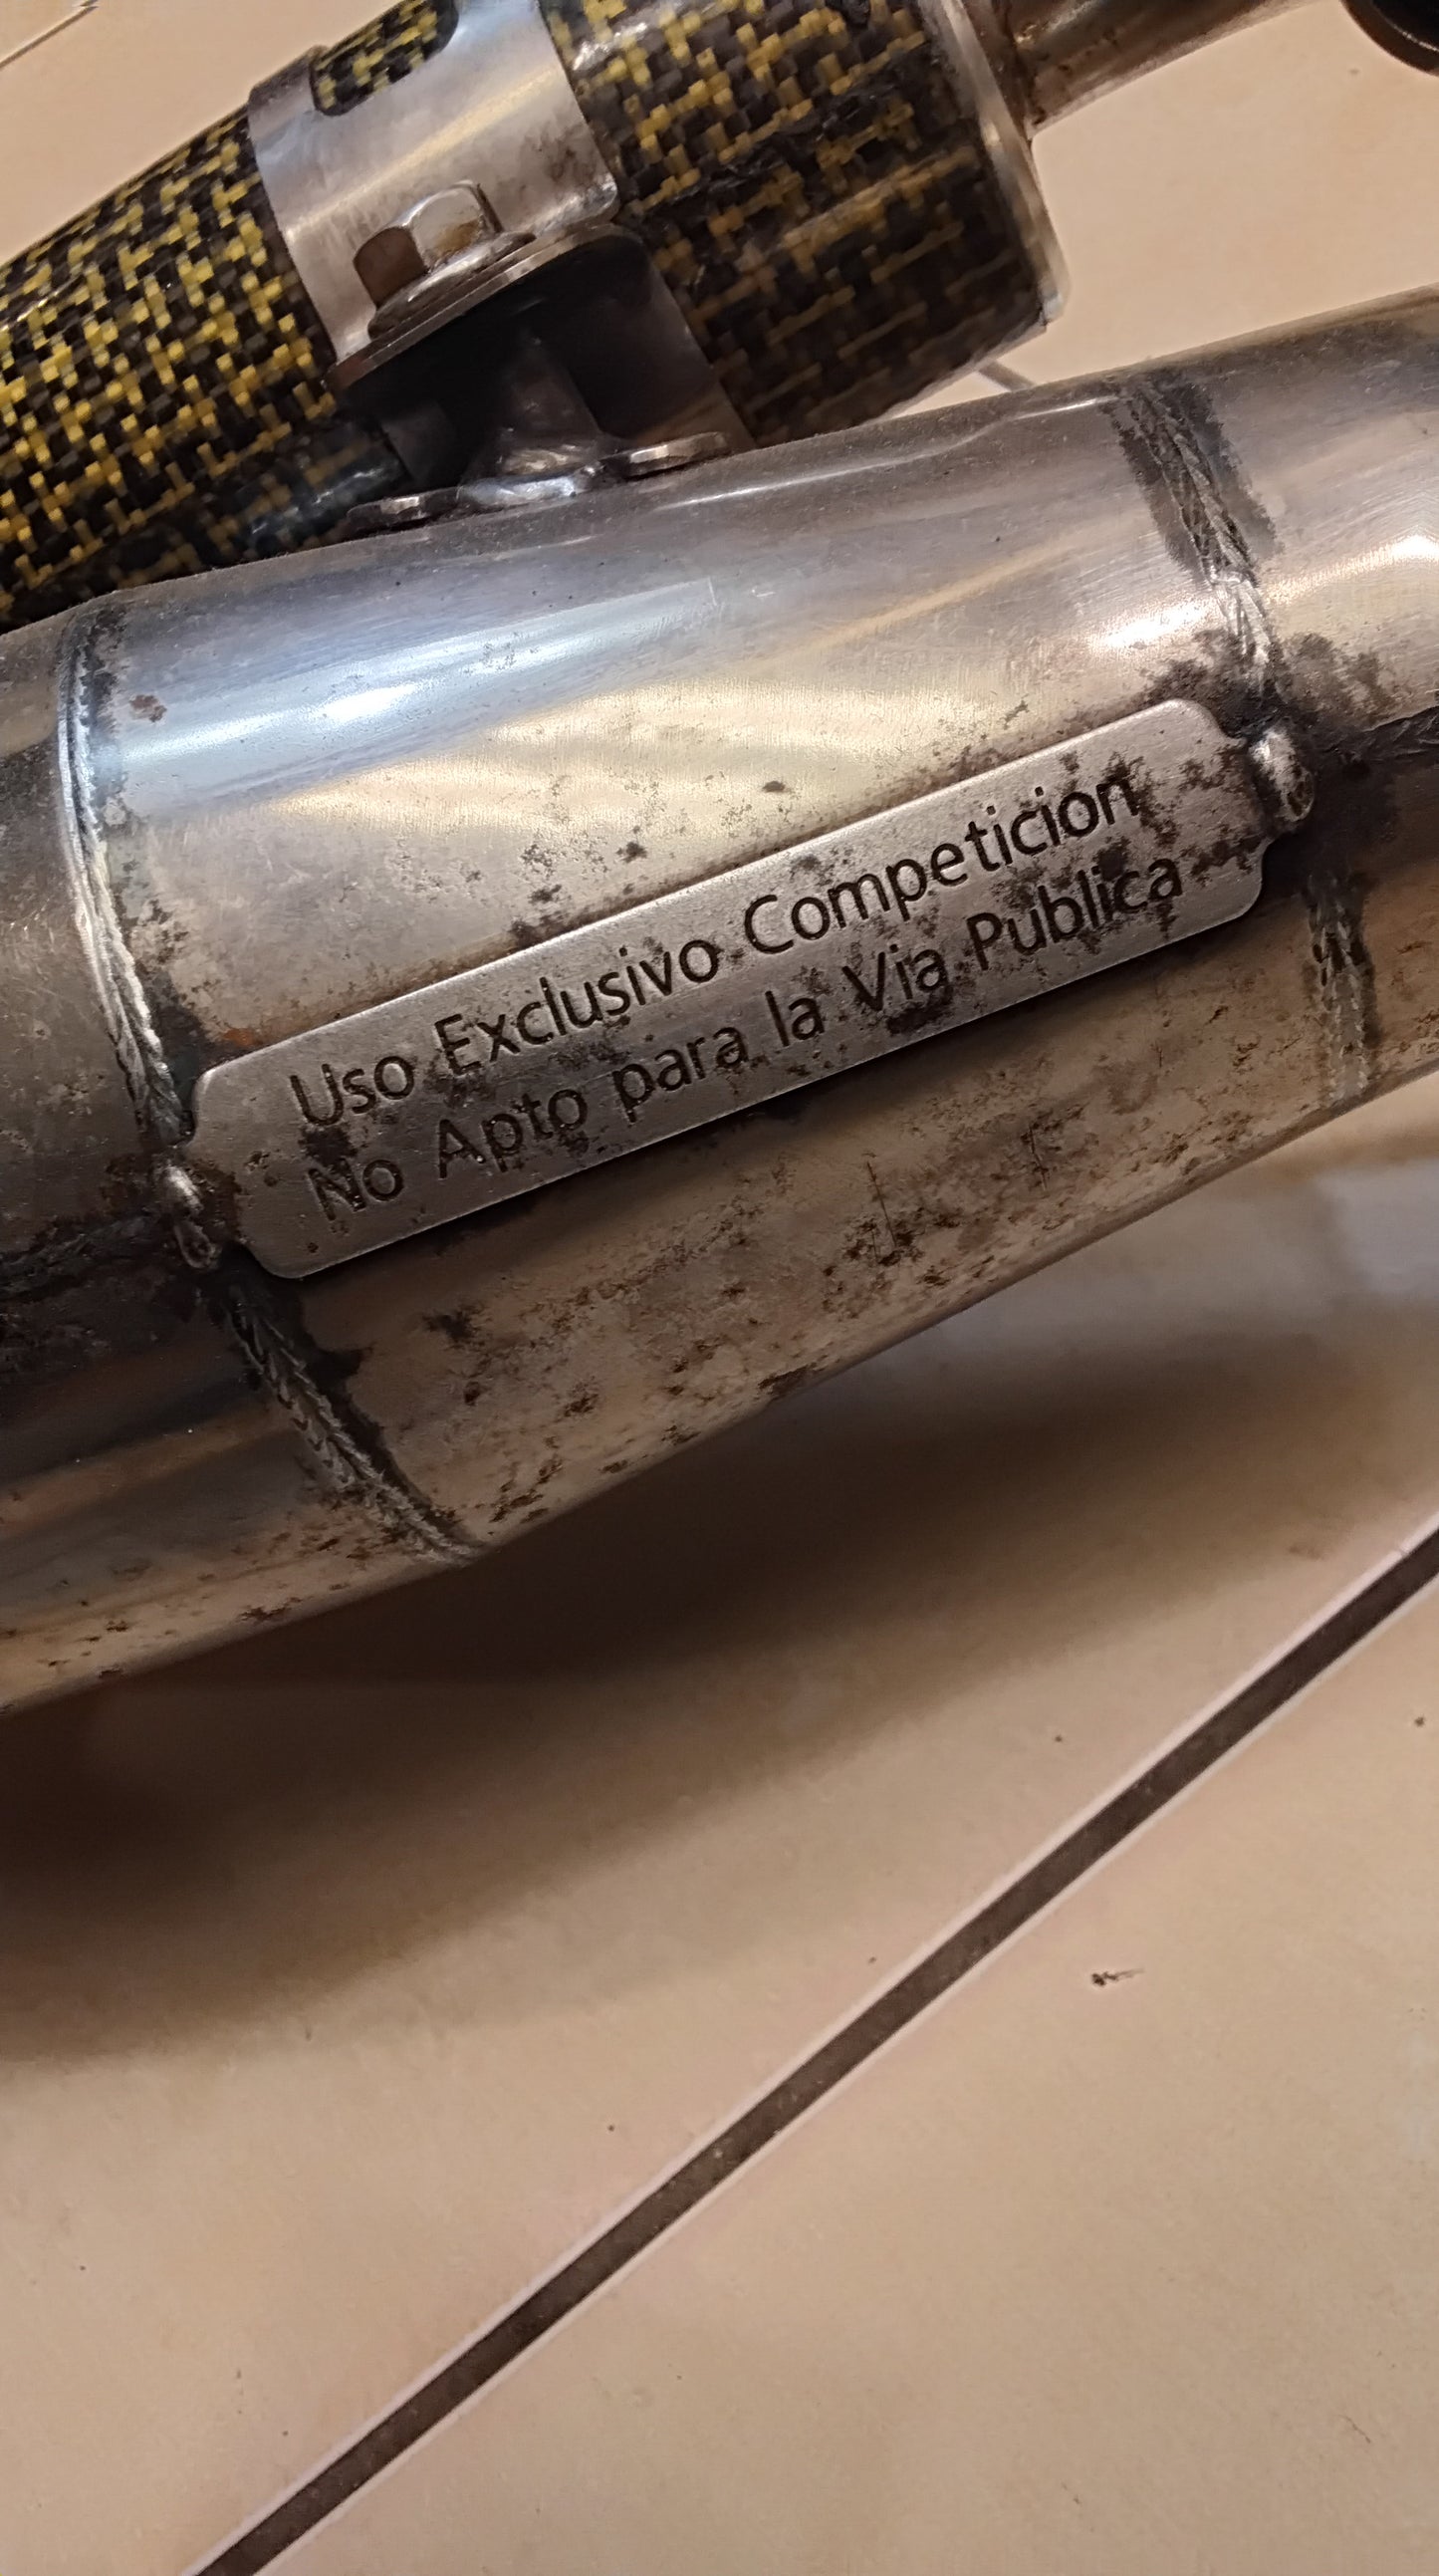 Uso Exclusivo Competicion
No Apto para la Via Publica